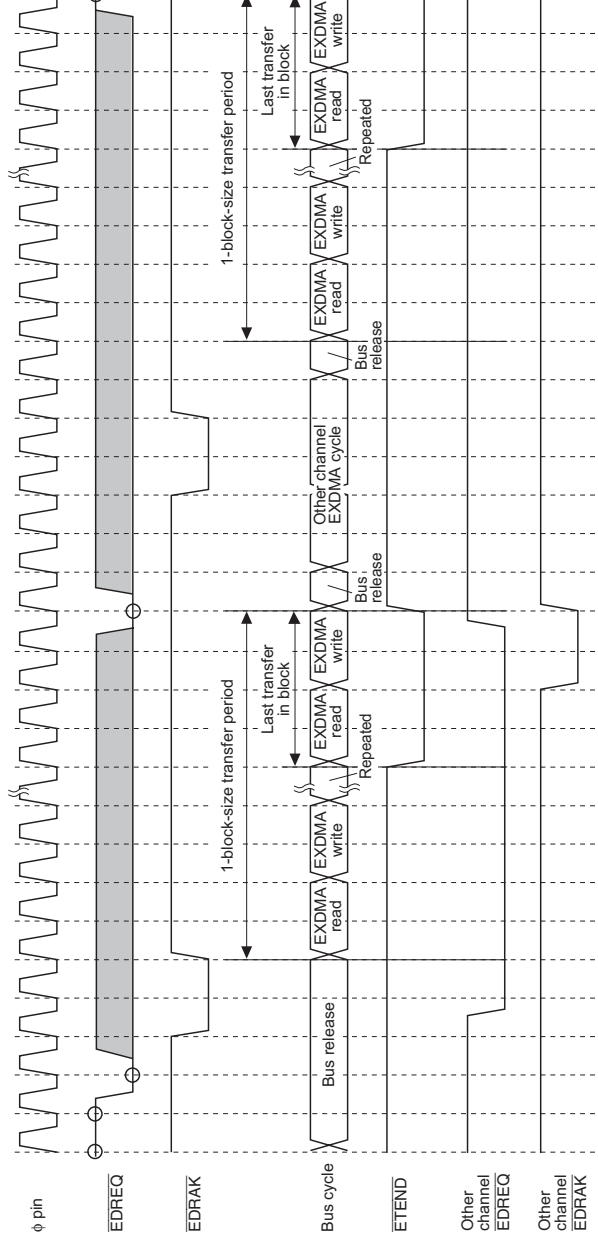 φ pin
EDREQ
EDRAK
1-block-size transfer period
Last transfer
in block
1-block-size transfer period
Last transfer
in block
Bus cycle
Bus release
EXDMA
read
EXDMA
write
Repeated
EXDMA
read
EXDMA
write
Bus
release
Other channel
EXDMA cycle
Bus
release
EXDMA
read
EXDMA
write
Repeated
EXDMA
read
EXDMA
write
ETEND
Other
channel
EDREQ
Other
channel
EDRAK